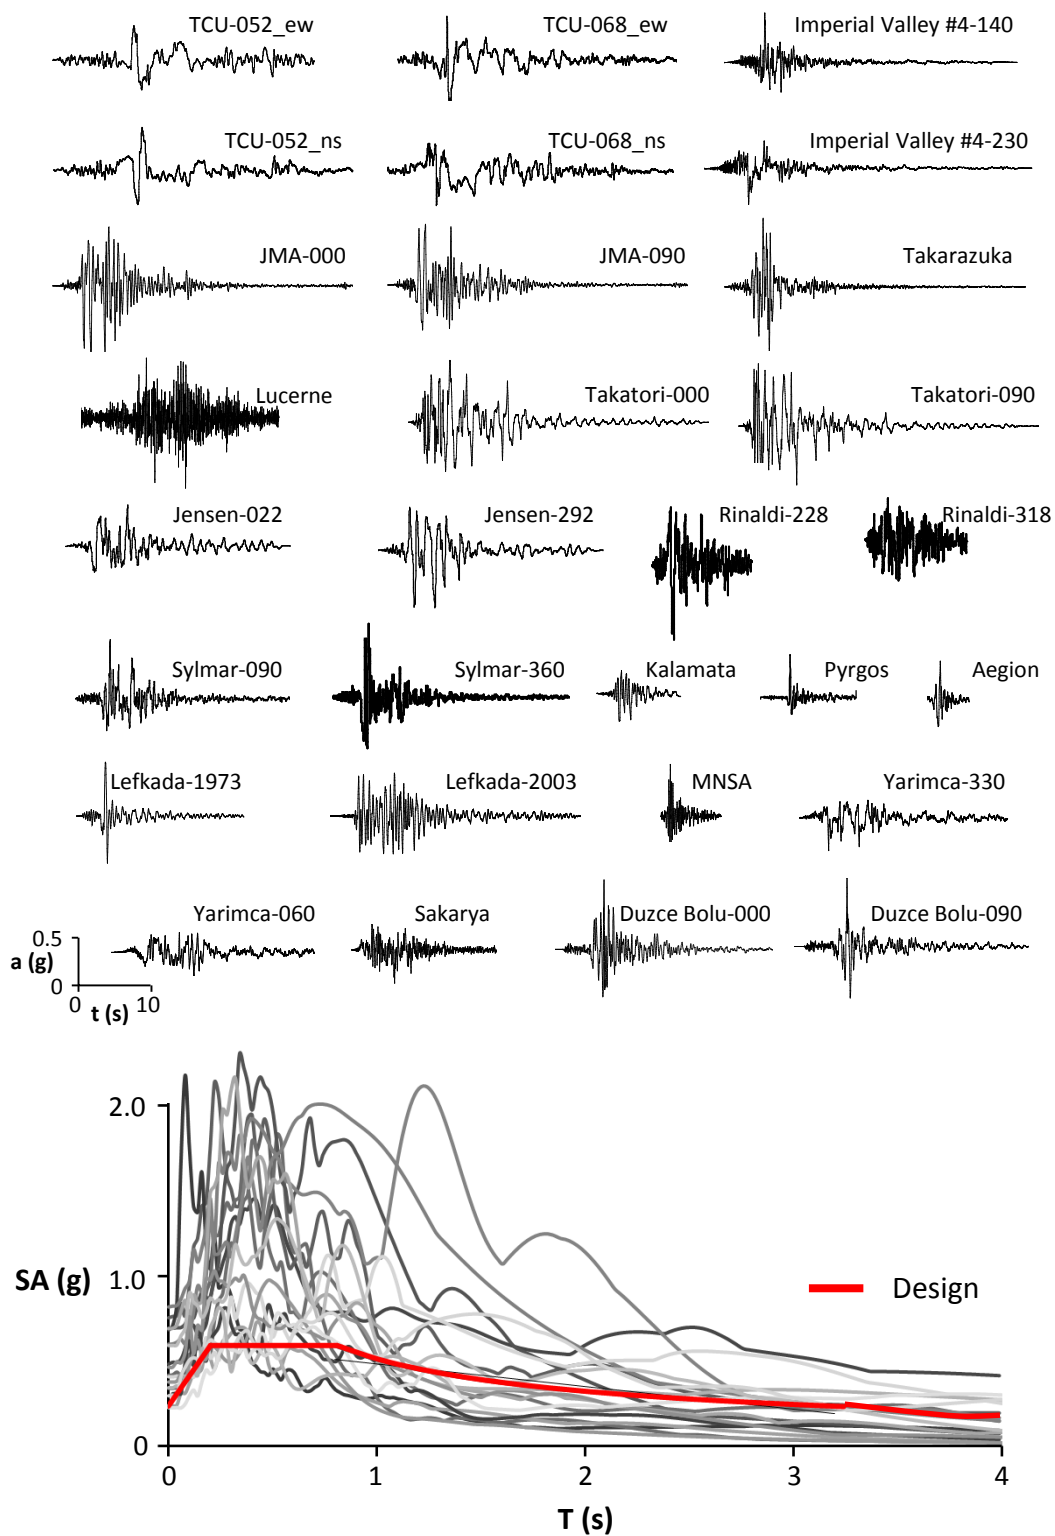 TCU-052_ew TCU-068_ew Imperial Valley #4-140
TCU-052_ns TCU-068_ns Imperial Valley #4-230
JMA-000 JMA-090 Takarazuka
Lucerne Takatori-000 Takatori-090
Jensen-022 Jensen-292 Rinaldi-228 Rinaldi-318
Sylmar-090 Sylmar-360 Kalamata Pyrgos Aegion
Lefkada-1973 Lefkada-2003 MNSA Yarimca-330
Yarimca-060 Sakarya Duzce Bolu-000 Duzce Bolu-090
0.5
a (g)
0
0 10
t (s)
2.0
SA (g) 1.0
Design
0
0 1 2 3 4
T (s)